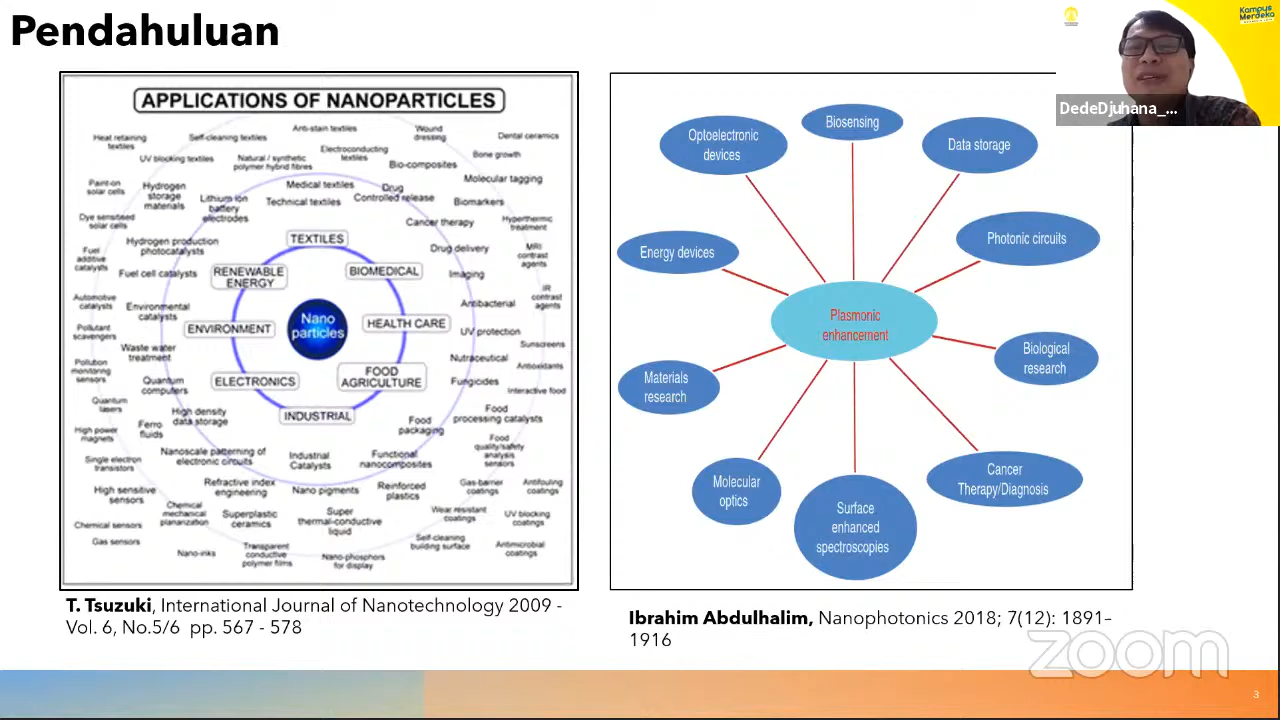 Pendahuluan
Kampus
Merdeka
DedeDjuhana_...
APPLICATIONS OF NANOPARTICLES
Heat retaining
textiles
Self-cleaning textiles
Anti-stain textiles
Wound
dressing
Dental ceramics
UV blocking textiles
Natural / synthetic
polymer hybrid fibres
Electroconducting
textiles
Bio-composites
Bone growth
Paint-on
solar cells
Hydrogen
storage
materials
Lithium ion
battery
electrodes
Medical textiles
Technical textiles
Drug
Controlled release
Molecular tagging
Biomarkers
Dye sensitised
solar cells
Cancer therapy
Hyperthermic
treatment
Hydrogen production
photocatalysts
TEXTILES
Drug delivery
Fuel
additive
catalysts
MRI
contrast
agents
Fuel cell catalysts
RENEWABLE
ENERGY
BIOMEDICAL
Imaging
Automotive
catalysts
Environmental
catalysts
IR
contrast
agents
Antibacterial
Nano
particles
ENVIRONMENT
HEALTH CARE
Pollutant
scavengers
UV protection
Waste water
treatment
Sunscreens
Pollution
monitoring
sensors
Nutraceutical
Antioxidants
Quantum
computers
ELECTRONICS
FOOD
AGRICULTURE
Fungicides
Interactive food
Quantum
lasers
High density
data storage
INDUSTRIAL
Food
packaging
Food
processing catalysts
High power
magnets
Ferro
fluids
Food
quality/safety
analysis
sensors
Single electron
transistors
Nanoscale patterning of
electronic circuits
Industrial
Catalysts
Functional
nanocomposites
High sensitive
sensors
Refractive index
engineering
Nano pigments
Reinforced
plastics
Gas-barrier
coatings
Antifouling
coatings
Chemical
mechanical
planarization
Superplastic
ceramics
Super
thermal-conductive
liquid
Wear resistant
coatings
UV blocking
coatings
Chemical sensors
Gas sensors
Nano-inks
Transparent
conductive
polymer films
Nano-phosphors
for display
Self-cleaning
building surface
Antimicrobial
coatings
T. Tsuzuki, International Journal of Nanotechnology 2009 -
Vol. 6, No.5/6 pp. 567 - 578
Optoelectronic
devices
Biosensing
Data storage
Energy devices
Photonic circuits
Plasmonic
enhancement
Materials
research
Biological
research
Molecular
optics
Surface
enhanced
spectroscopies
Cancer
Therapy/Diagnosis
Ibrahim Abdulhalim, Nanophotonics 2018; 7(12): 1891–
1916
zoom
3